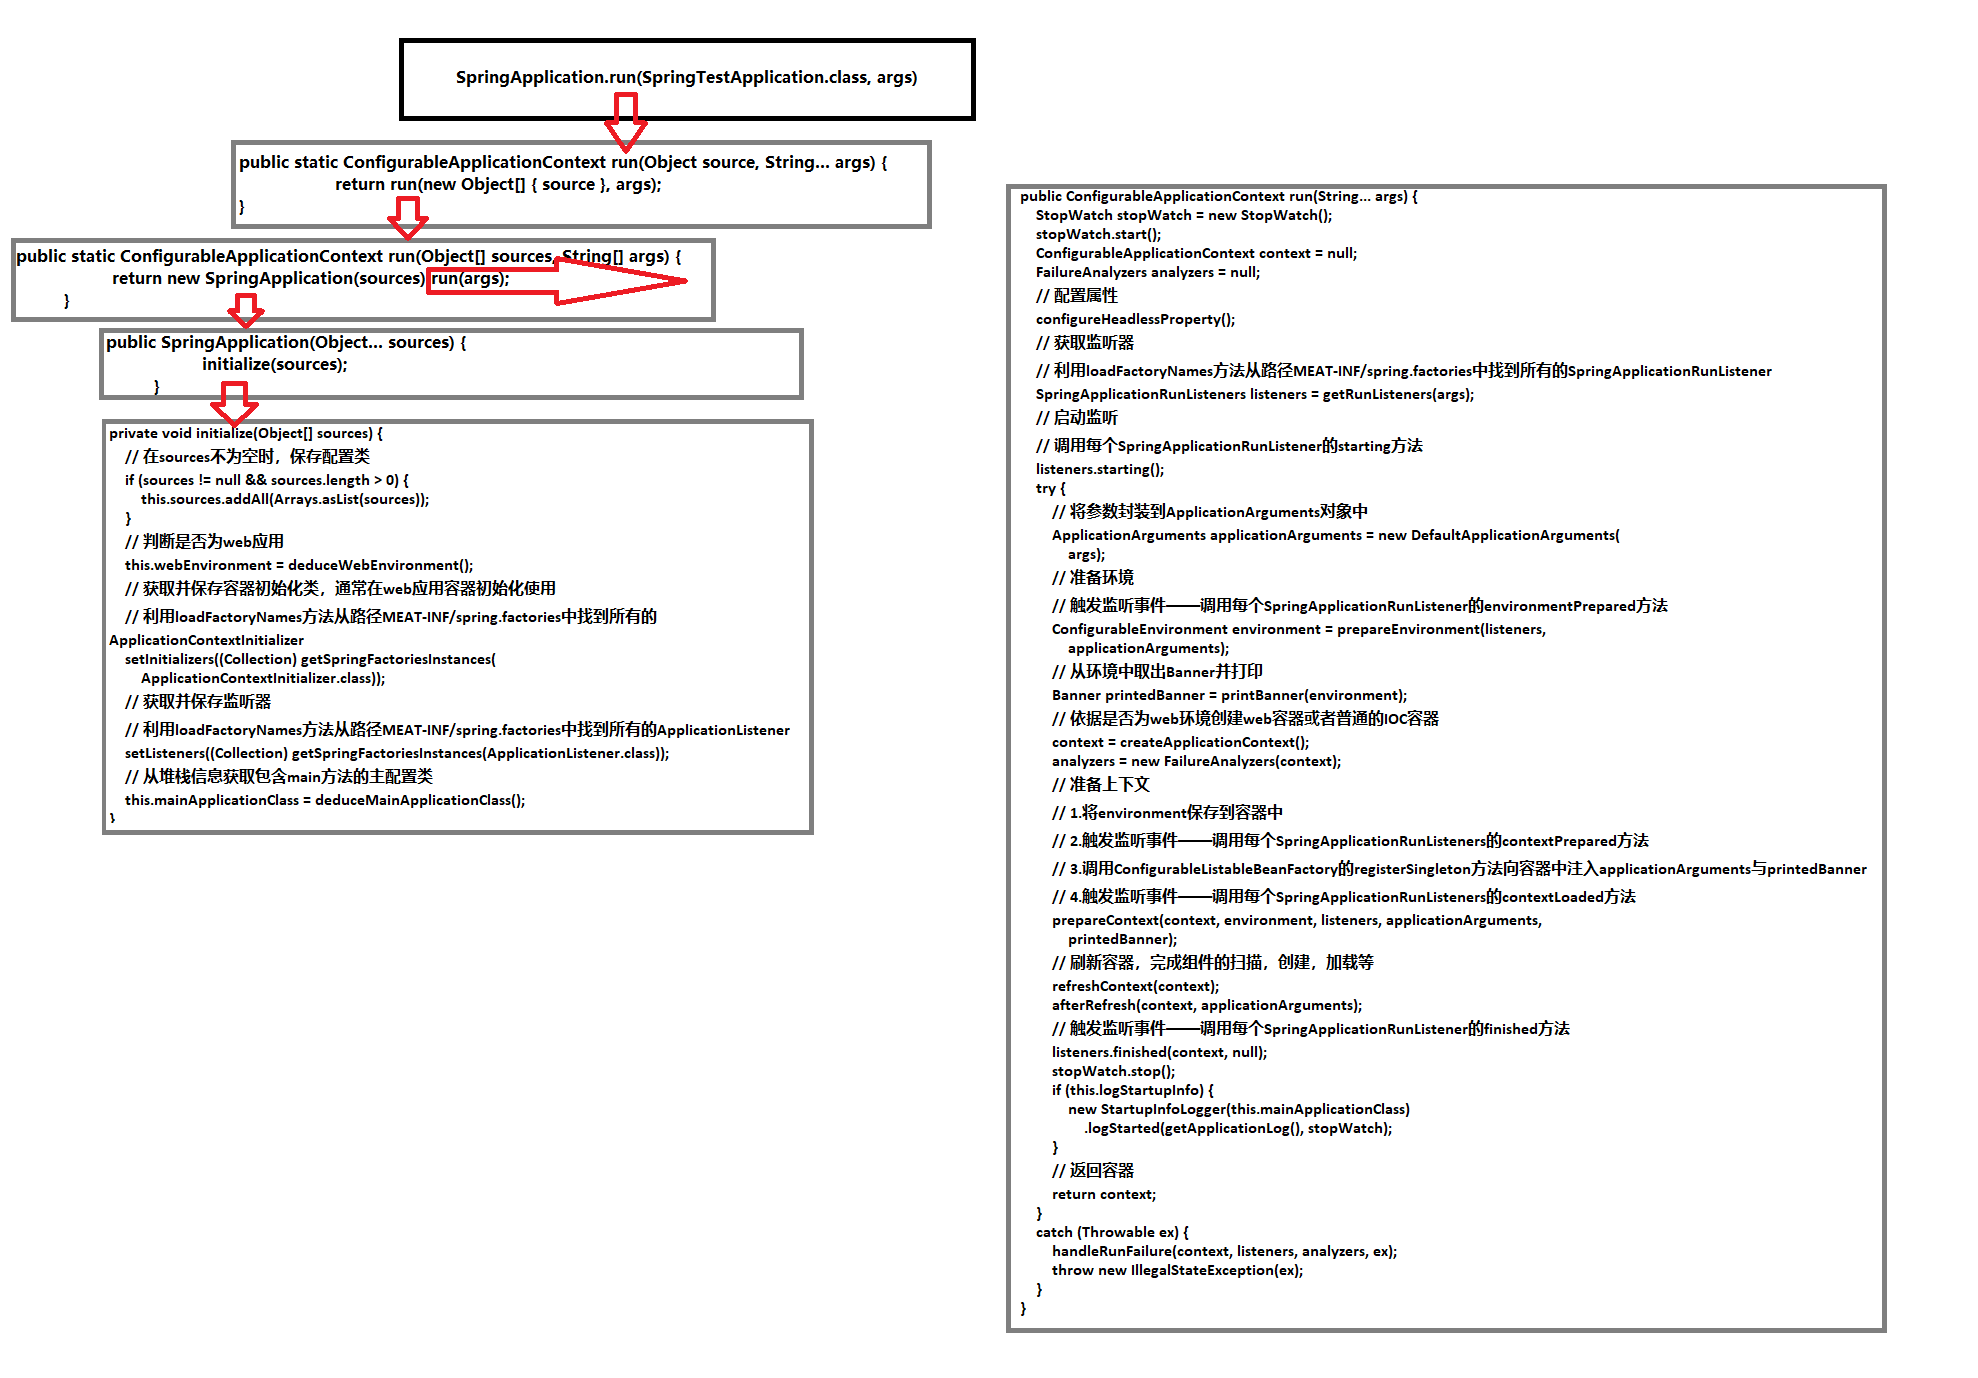 SpringApplication.run(SpringTestApplication.class, args)
public static ConfigurableApplicationContext run(Object source, String... args) {
return run(new Object[] { source }, args);
}
public static ConfigurableApplicationContext run(Object[] sources, String[] args) {
return new SpringApplication(sources).run(args);
}
public SpringApplication(Object... sources) {
initialize(sources);
}
private void initialize(Object[] sources) {
// 在sources不为空时，保存配置类
if (sources != null && sources.length > 0) {
this.sources.addAll(Arrays.asList(sources));
}
// 判断是否为web应用
this.webEnvironment = deduceWebEnvironment();
// 获取并保存容器初始化类，通常在web应用容器初始化使用
// 利用loadFactoryNames方法从路径MEAT-INF/spring.factories中找到所有的
ApplicationContextInitializer
setInitializers((Collection) getSpringFactoriesInstances(
ApplicationContextInitializer.class));
// 获取并保存监听器
// 利用loadFactoryNames方法从路径MEAT-INF/spring.factories中找到所有的ApplicationListener
setListeners((Collection) getSpringFactoriesInstances(ApplicationListener.class));
// 从堆栈信息获取包含main方法的主配置类
this.mainApplicationClass = deduceMainApplicationClass();
}
public ConfigurableApplicationContext run(String... args) {
StopWatch stopWatch = new StopWatch();
stopWatch.start();
ConfigurableApplicationContext context = null;
FailureAnalyzers analyzers = null;
// 配置属性
configureHeadlessProperty();
// 获取监听器
// 利用loadFactoryNames方法从路径MEAT-INF/spring.factories中找到所有的SpringApplicationRunListener
SpringApplicationRunListeners listeners = getRunListeners(args);
// 启动监听
// 调用每个SpringApplicationRunListener的starting方法
listeners.starting();
try {
// 将参数封装到ApplicationArguments对象中
ApplicationArguments applicationArguments = new DefaultApplicationArguments(
args);
// 准备环境
// 触发监听事件——调用每个SpringApplicationRunListener的environmentPrepared方法
ConfigurableEnvironment environment = prepareEnvironment(listeners,
applicationArguments);
// 从环境中取出Banner并打印
Banner printedBanner = printBanner(environment);
// 依据是否为web环境创建web容器或者普通的IOC容器
context = createApplicationContext();
analyzers = new FailureAnalyzers(context);
// 准备上下文
// 1.将environment保存到容器中
// 2.触发监听事件——调用每个SpringApplicationRunListeners的contextPrepared方法
// 3.调用ConfigurableListableBeanFactory的registerSingleton方法向容器中注入applicationArguments与printedBanner
// 4.触发监听事件——调用每个SpringApplicationRunListeners的contextLoaded方法
prepareContext(context, environment, listeners, applicationArguments,
printedBanner);
// 刷新容器，完成组件的扫描，创建，加载等
refreshContext(context);
afterRefresh(context, applicationArguments);
// 触发监听事件——调用每个SpringApplicationRunListener的finished方法
listeners.finished(context, null);
stopWatch.stop();
if (this.logStartupInfo) {
new StartupInfoLogger(this.mainApplicationClass)
.logStarted(getApplicationLog(), stopWatch);
}
// 返回容器
return context;
}
catch (Throwable ex) {
handleRunFailure(context, listeners, analyzers, ex);
throw new IllegalStateException(ex);
}
}